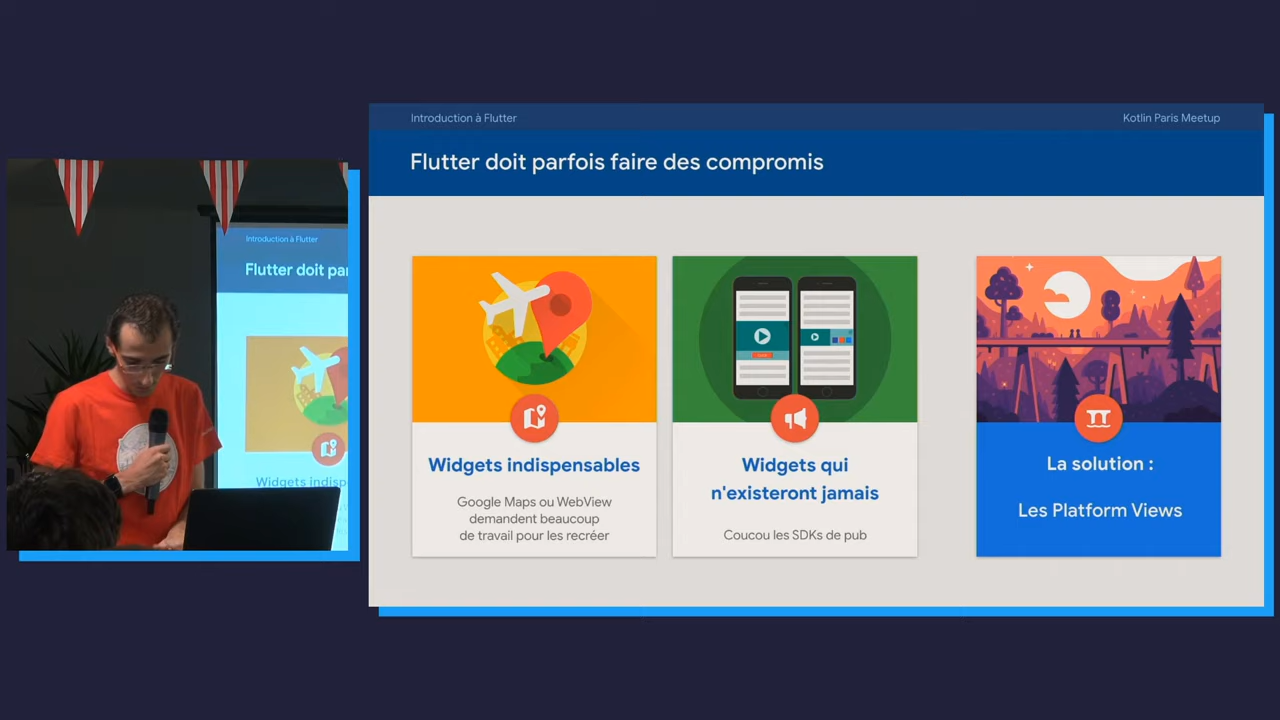 Introduction à Flutter
Kotlin Paris Meetup
Flutter doit parfois faire des compromis
Widgets indispensables
Google Maps ou WebView
demandent beaucoup
de travail pour les recréer
Widgets qui
n'existeront jamais
Coucou les SDKs de pub
La solution :
Les Platform Views
Introduction à Flutter
Flutter doit pa
Widgets indisp